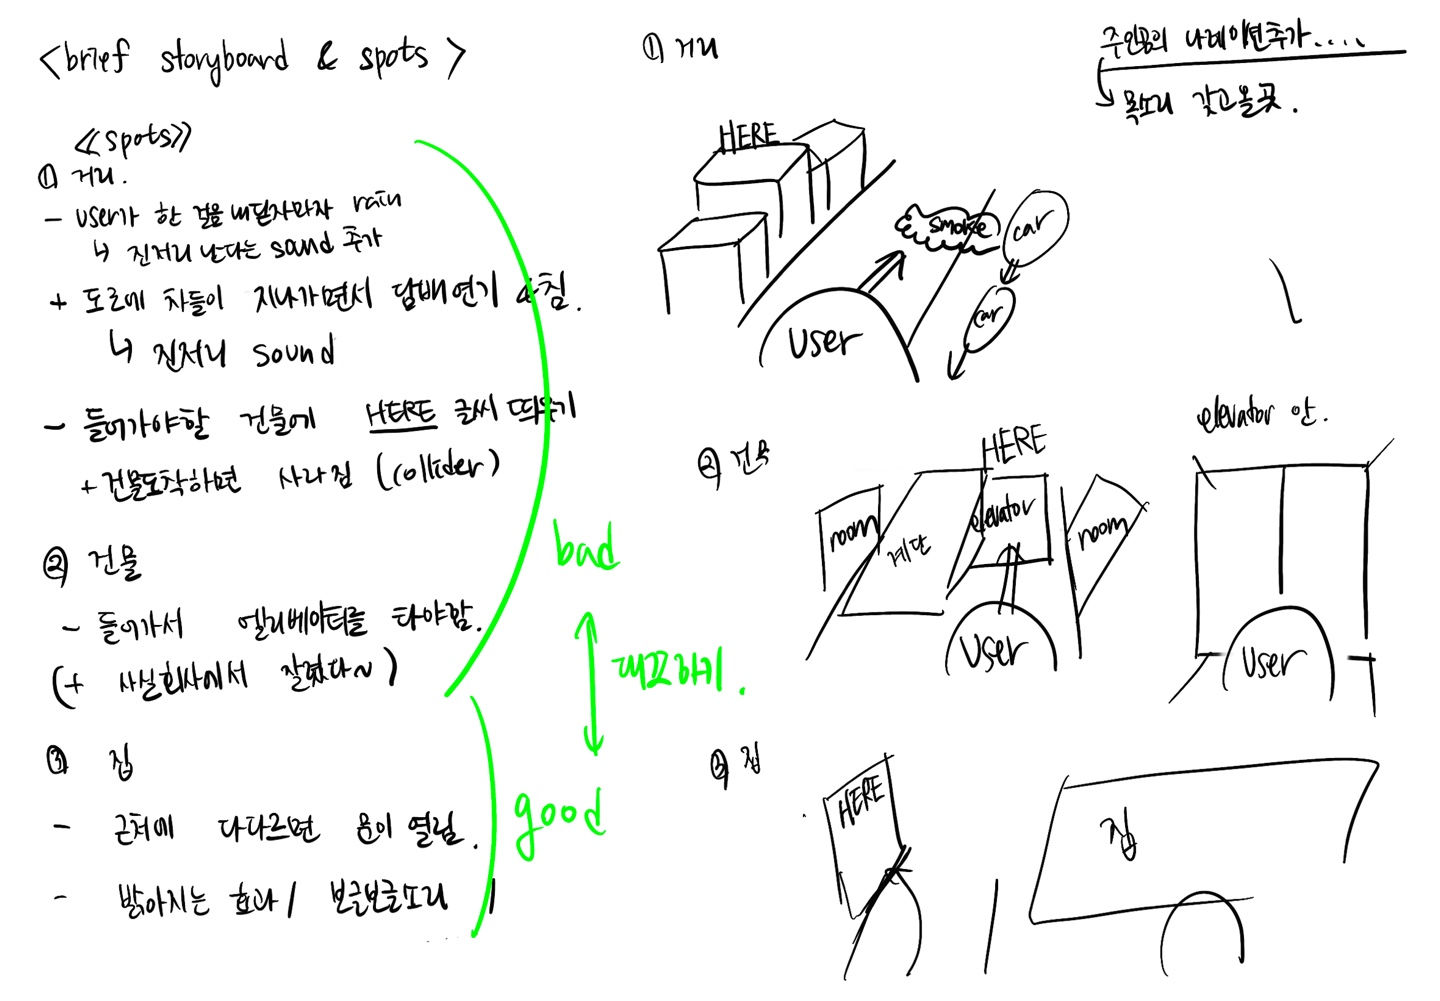 <brief storyboard & spots>
<<spots>>
① 거리.
- user가 한 걸음 내딛자마자 rain
↳ 진저리 난다는 sound 추가
+ 도로에 차들이 지나가면서 담배연기
↳ 진저리 sound
- 들어가야할 건물에 HERE 글씨 띄우기
+ 건물도착하면 사라짐 (collider)
② 건물
- 들어가서 엘리베이터를 타야함.
(+ 사실회사에서 잘렸다~)
③ 집
- 근처에 다다르면 문이 열림.
- 밝아지는 효과 / 보글보글소리
bad
대조하기.
good
① 거리
HERE
smoke
car
car
user
주인공의 나레이션추가....
목소리 갖고올곳.
② 건물
HERE
room
계단
elevator
room
User
elevator 안.
User
③ 집
HERE
집